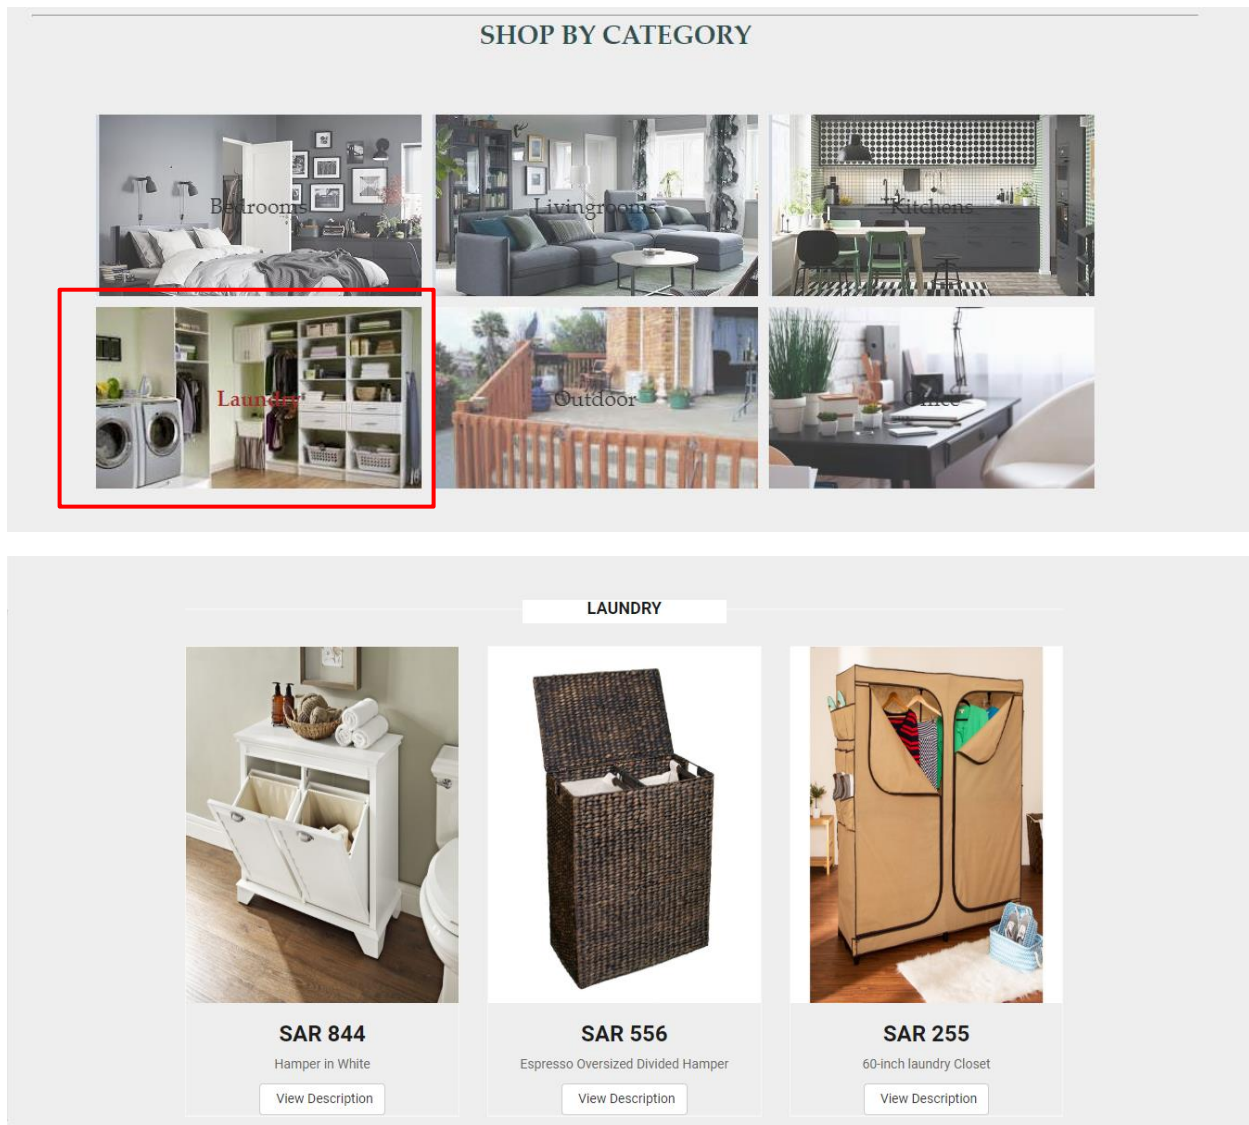 SHOP BY CATEGORY
Bedrooms
Livingrooms
Kitchens
Laundry
Outdoor
Office
LAUNDRY
SAR 844
Hamper in White
View Description
SAR 556
Espresso Oversized Divided Hamper
View Description
SAR 255
60-inch laundry Closet
View Description